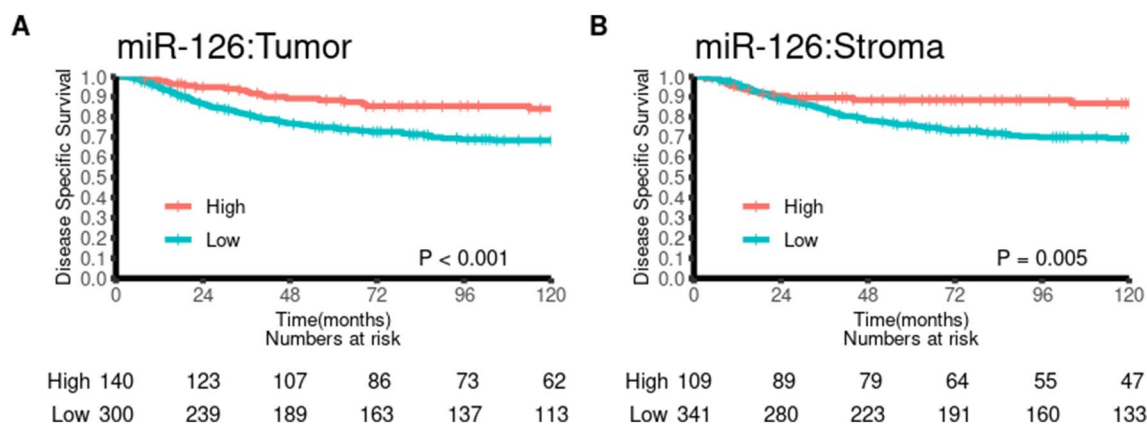 A
miR-126:Tumor
Disease Specific Survival
1.0
0.9
0.8
0.7
0.6
0.5
0.4
0.3
0.2
0.1
0.0
High
Low
P < 0.001
0 24 48 72 96 120
Time(months)
Numbers at risk
High 140 123 107 86 73 62
Low 300 239 189 163 137 113
B
miR-126:Stroma
Disease Specific Survival
1.0
0.9
0.8
0.7
0.6
0.5
0.4
0.3
0.2
0.1
0.0
High
Low
P = 0.005
0 24 48 72 96 120
Time(months)
Numbers at risk
High 109 89 79 64 55 47
Low 341 280 223 191 160 133